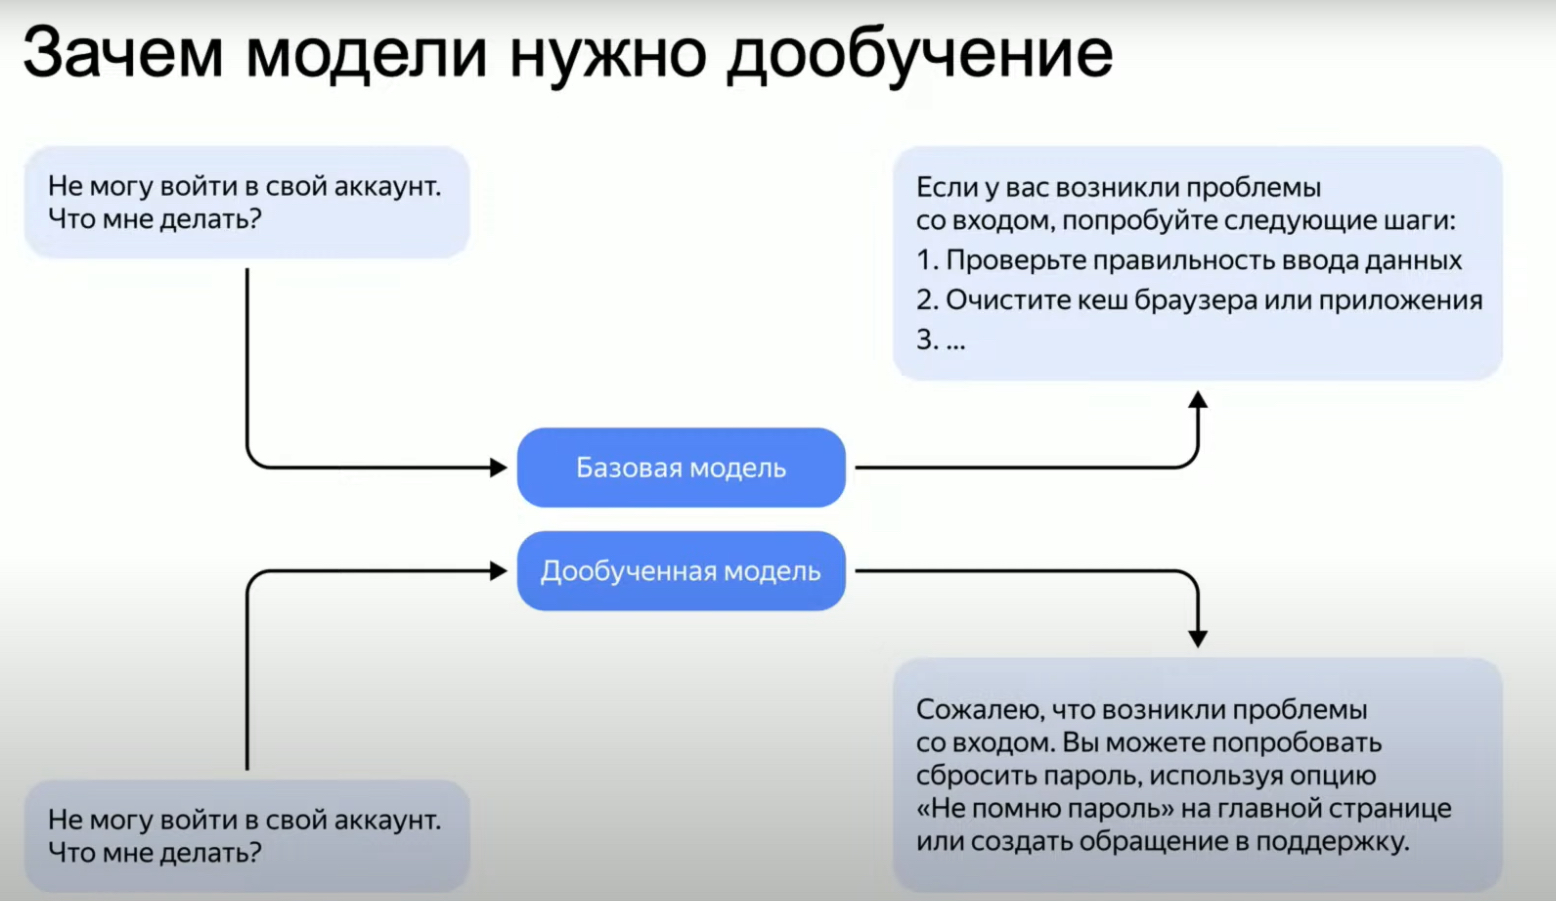 Зачем модели нужно дообучение
Не могу войти в свой аккаунт.
Что мне делать?
Если у вас возникли проблемы
со входом, попробуйте следующие шаги:
1. Проверьте правильность ввода данных
2. Очистите кеш браузера или приложения
3. ...
Базовая модель
Дообученная модель
Не могу войти в свой аккаунт.
Что мне делать?
Сожалею, что возникли проблемы
со входом. Вы можете попробовать
сбросить пароль, используя опцию
«Не помню пароль» на главной странице
или создать обращение в поддержку.